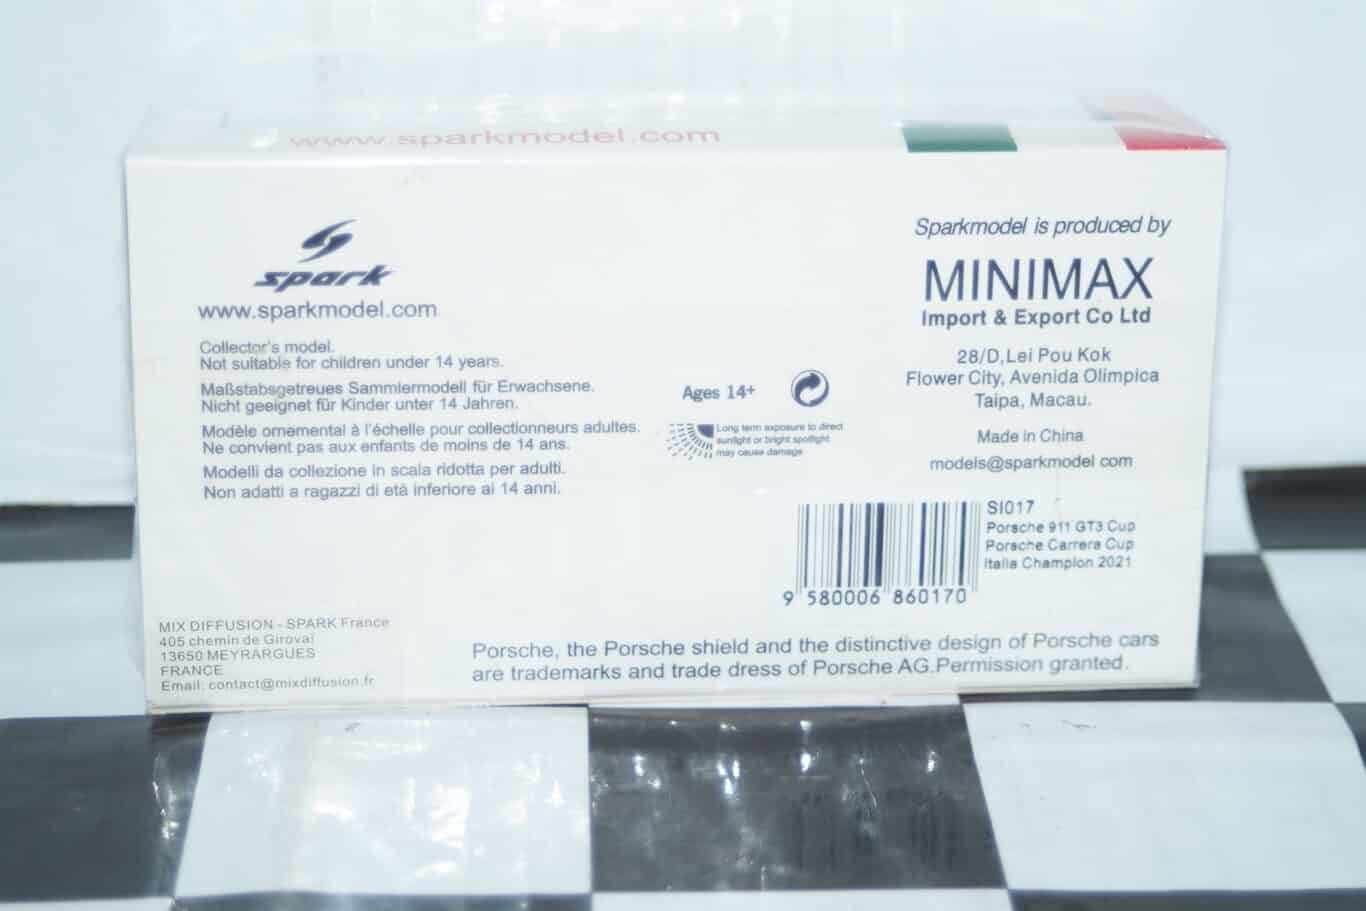 www.sparkmodel.com
spark
www.sparkmodel.com
Collector's model.
Not suitable for children under 14 years.
Maßstabsgetreues Sammlermodell für Erwachsene.
Nicht geeignet für Kinder unter 14 Jahren.
Modèle ornemental à l'échelle pour collectionneurs adultes.
Ne convient pas aux enfants de moins de 14 ans.
Modelli da collezione in scala ridotta per adulti.
Non adatti a ragazzi di età inferiore ai 14 anni.
Ages 14+
Long term exposure to direct
sunlight or bright spotlight
may cause damage
Sparkmodel is produced by
MINIMAX
Import & Export Co Ltd
28/D,Lei Pou Kok
Flower City, Avenida Olimpica
Taipa, Macau.
Made in China
models@sparkmodel com
SI017
Porsche 911 GT3 Cup
Porsche Carrera Cup
Italia Champion 2021
9 580006 860170
MIX DIFFUSION - SPARK France
405 chemin de Giroval
13650 MEYRARGUES
FRANCE
Email: contact@mixdiffusion.fr
Porsche, the Porsche shield and the distinctive design of Porsche cars
are trademarks and trade dress of Porsche AG.Permission granted.